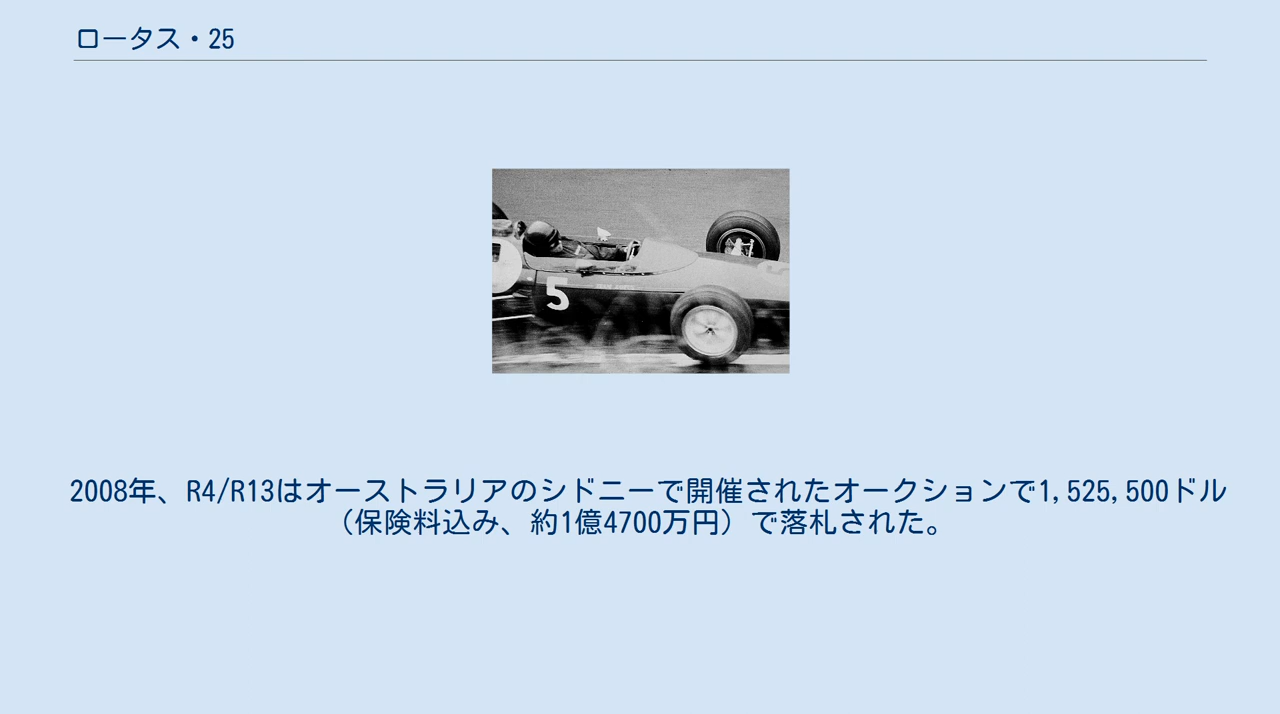 ロータス・25
5
2008年、R4/R13はオーストラリアのシドニーで開催されたオークションで1,525,500ドル
（保険料込み、約1億4700万円）で落札された。